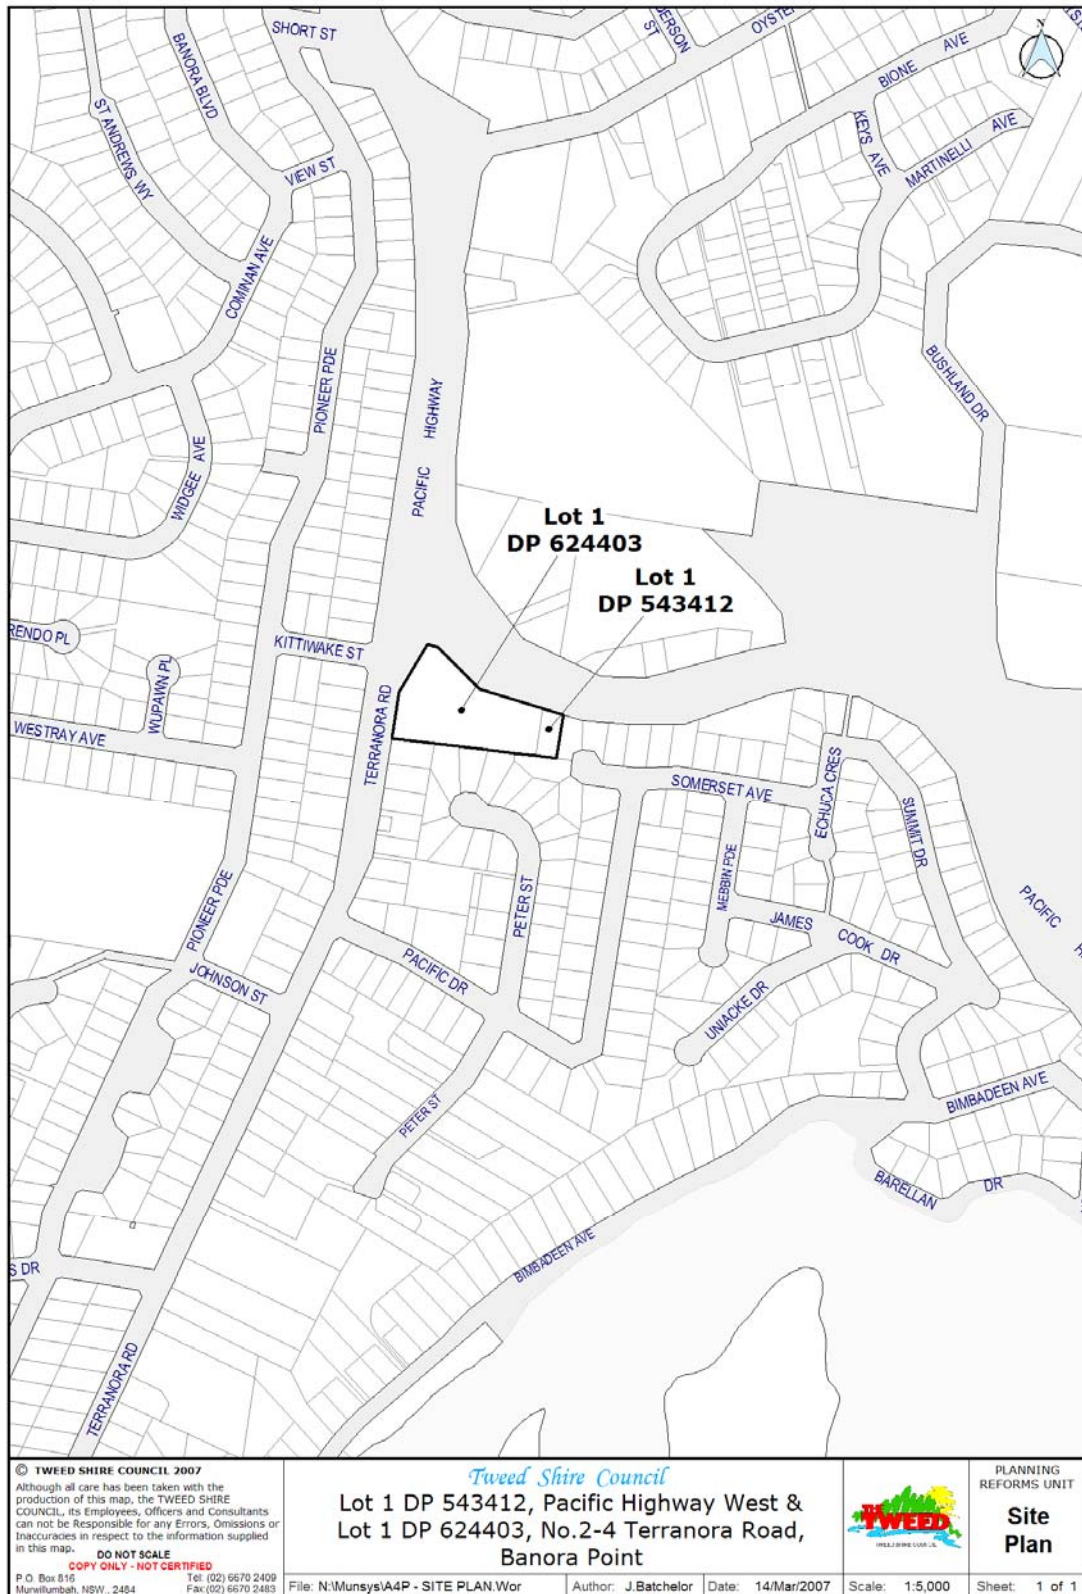 SHORT ST
BANORA BLVD
ST ANDREWS WY
VIEW ST
COMINAN AVE
PIONEER PDE
WIDGEE AVE
PACIFIC HIGHWAY
BIONE AVE
KEYS AVE
MARTINELLI AVE
BUSHLAND DR
N
Lot 1
DP 624403
Lot 1
DP 543412
RENDO PL
WUPAWN PL
WESTRAY AVE
KITTIWAKE ST
TERRANORA RD
SOMERSET AVE
ECHUCA CRES
SUMMIT DR
MEBBIN PDE
JAMES COOK DR
PACIFIC
PETER ST
PIONEER PDE
JOHNSON ST
PACIFIC DR
UNIACKE DR
PETER ST
BIMBADEEN AVE
BARELLAN DR
BIMBADEEN AVE
S DR
TERRANORA RD
© TWEED SHIRE COUNCIL 2007
Although all care has been taken with the
production of this map, the TWEED SHIRE
COUNCIL, its Employees, Officers and Consultants
can not be Responsible for any Errors, Omissions or
Inaccuracies in respect to the information supplied
in this map.
DO NOT SCALE
COPY ONLY - NOT CERTIFIED
P.O. Box 816
Murwillumbah, NSW., 2484
Tel: (02) 6670 2409
Fax:(02) 6670 2483
Tweed Shire Council
Lot 1 DP 543412, Pacific Highway West &
Lot 1 DP 624403, No.2-4 Terranora Road,
Banora Point
File: N:\Munsys\A4P - SITE PLAN.Wor
Author: J.Batchelor
Date: 14/Mar/2007
TWEED
TWEED SHIRE COUNCIL
Scale: 1:5,000
PLANNING
REFORMS UNIT
Site
Plan
Sheet: 1 of 1